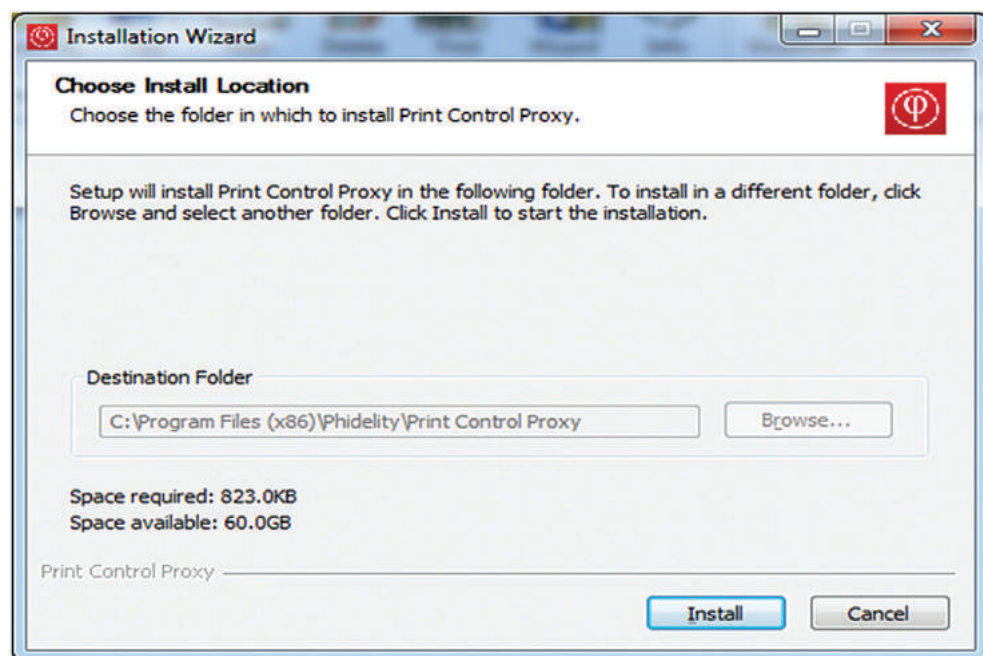 Installation Wizard
Choose Install Location
Choose the folder in which to install Print Control Proxy.
φ
Setup will install Print Control Proxy in the following folder. To install in a different folder, click
Browse and select another folder. Click Install to start the installation.
Destination Folder
C:\Program Files (x86)\Phidelity\Print Control Proxy
Browse...
Space required: 823.0KB
Space available: 60.0GB
Print Control Proxy
Install
Cancel